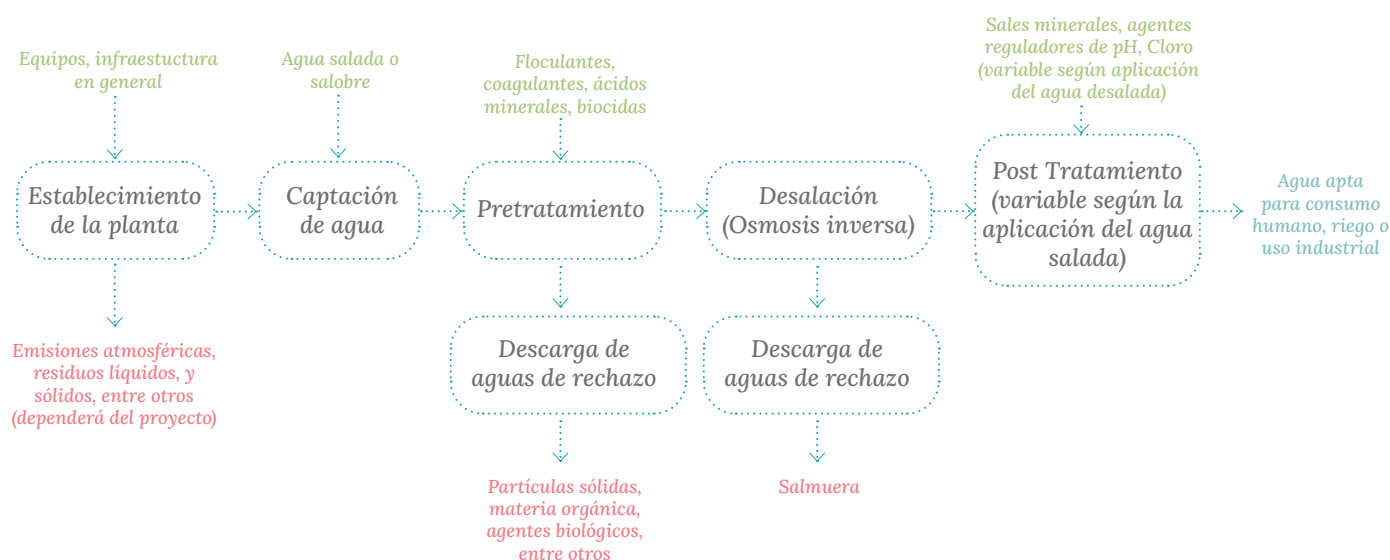 Equipos, infraestuctura
en general
Agua salada o
salobre
Floculantes,
coagulantes, ácidos
minerales, biocidas
Sales minerales, agentes
reguladores de pH, Cloro
(variable según aplicación
del agua desalada)
Establecimiento
de la planta
Captación
de agua
Pretratamiento
Desalación
(Osmosis inversa)
Post Tratamiento
(variable según la
aplicación del agua
salada)
Agua apta
para consumo
humano, riego o
uso industrial
Emisiones atmosféricas,
residuos líquidos, y
sólidos, entre otros
(dependerá del proyecto)
Descarga de
aguas de rechazo
Descarga de
aguas de rechazo
Partículas sólidas,
materia orgánica,
agentes biológicos,
entre otros
Salmuera